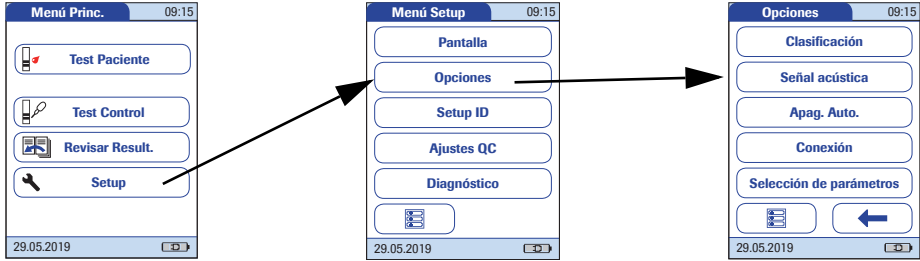 Menú Princ. 09:15
Test Paciente
Test Control
Revisar Result.
Setup
29.05.2019
Menú Setup 09:15
Pantalla
Opciones
Setup ID
Ajustes QC
Diagnóstico
29.05.2019
Opciones 09:15
Clasificación
Señal acústica
Apag. Auto.
Conexión
Selección de parámetros
29.05.2019